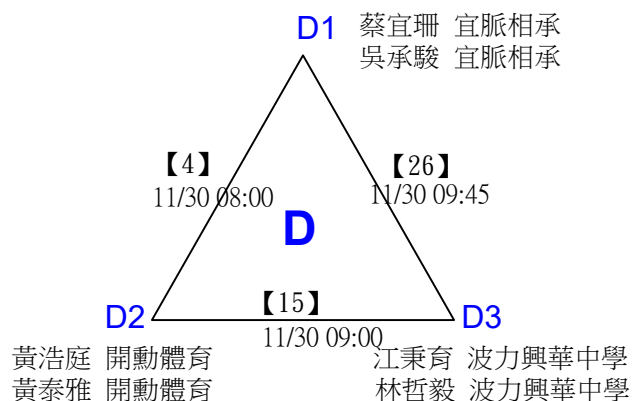 D1 蔡宜珊 宜脈相承
吳承駿 宜脈相承
【4】 【26】
11/30 08:00 11/30 09:45
D
【15】
D2 D3
11/30 09:00
黃浩庭 開勳體育 江秉育 波力興華中學
黃泰雅 開勳體育 林哲毅 波力興華中學